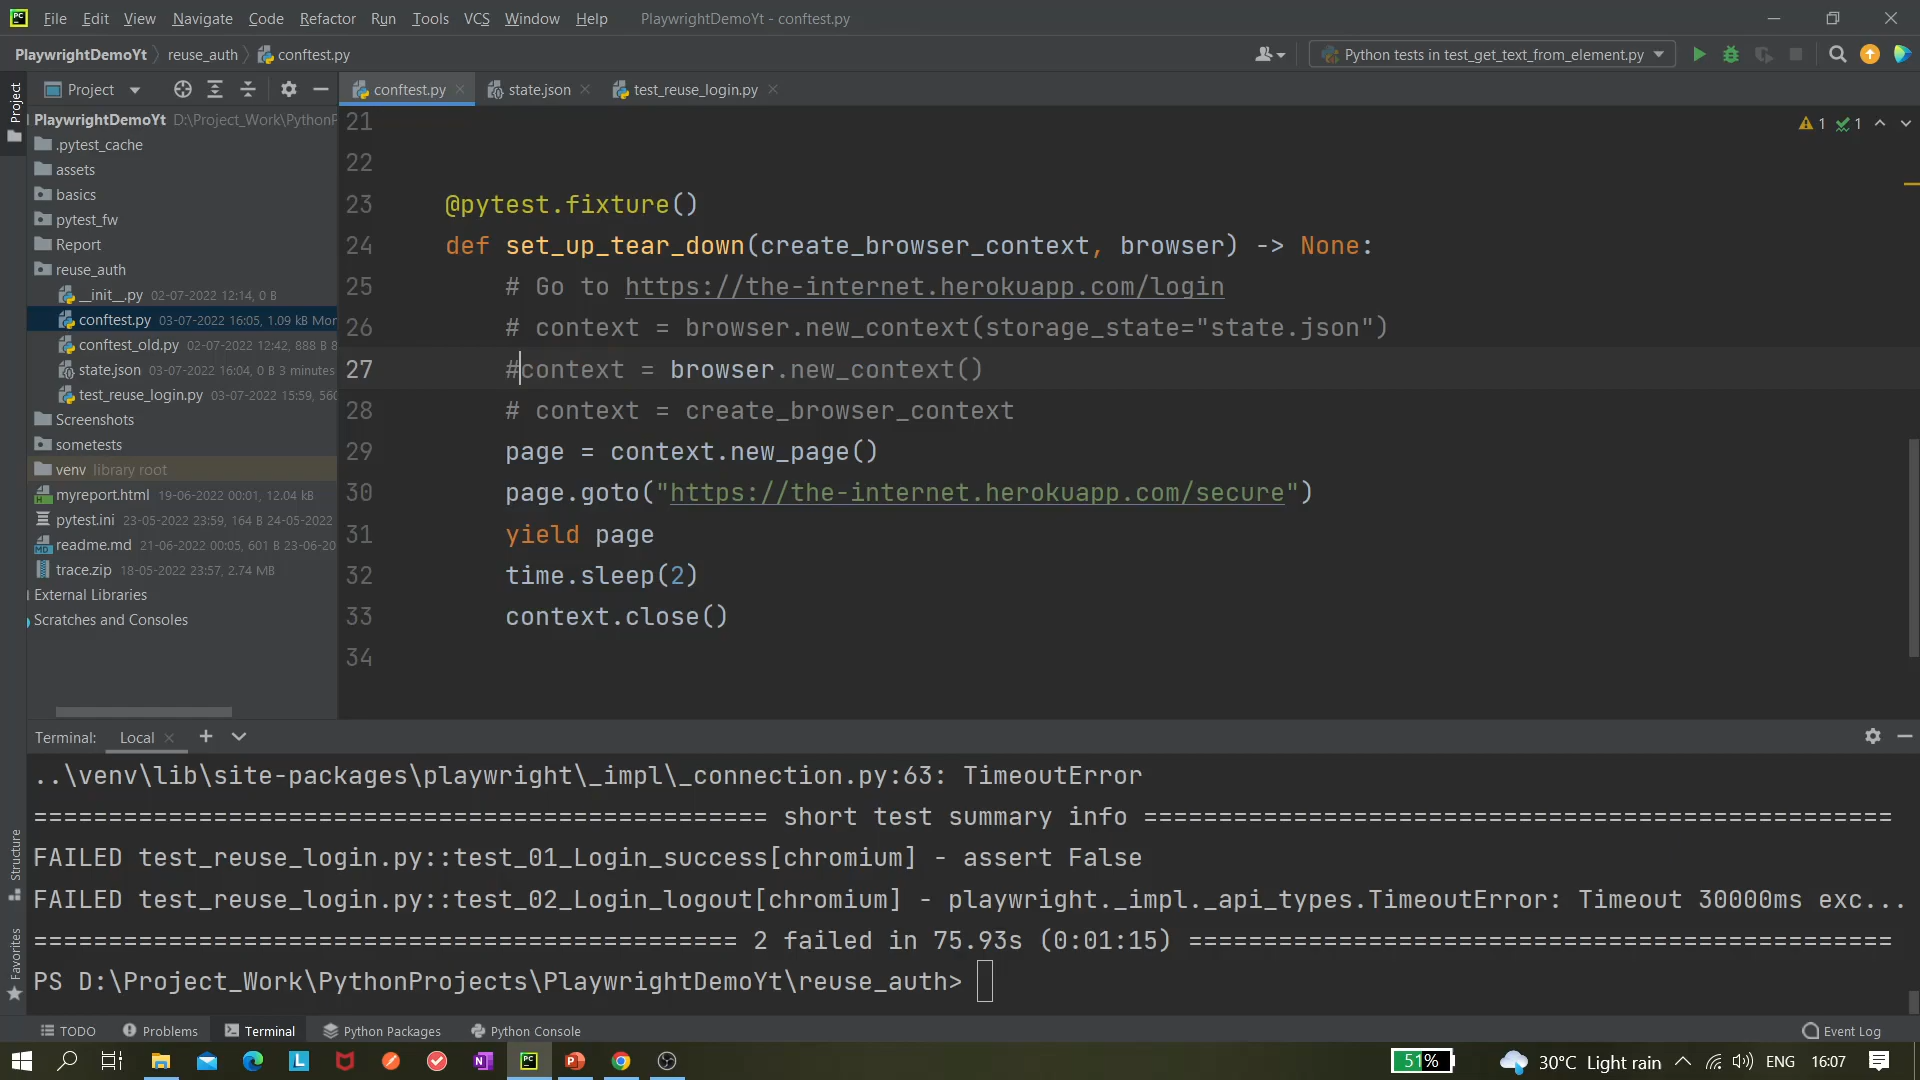 File Edit View Navigate Code Refactor Run Tools VCS Window Help PlaywrightDemoYt - conftest.py
PlaywrightDemoYt reuse_auth conftest.py Python tests in test_get_text_from_element.py
Project conftest.py state.json test_reuse_login.py
Project
PlaywrightDemoYt D:\Project_Work\PythonP
.pytest_cache
assets
basics
pytest_fw
Report
reuse_auth
__init__.py 02-07-2022 12:14, 0 B
conftest.py 03-07-2022 16:05, 1.09 kB Mor
conftest_old.py 02-07-2022 12:42, 888 B 8
state.json 03-07-2022 16:04, 0 B 3 minutes
test_reuse_login.py 03-07-2022 15:59, 560
Screenshots
sometests
venv library root
myreport.html 19-06-2022 00:01, 12.04 kB
pytest.ini 23-05-2022 23:59, 164 B 24-05-2022
readme.md 21-06-2022 00:05, 601 B 23-06-20
trace.zip 18-05-2022 23:57, 2.74 MB
External Libraries
Scratches and Consoles
1 1
21
22
23 @pytest.fixture()
24 def set_up_tear_down(create_browser_context, browser) -> None:
25 # Go to https://the-internet.herokuapp.com/login
26 # context = browser.new_context(storage_state="state.json")
27 #context = browser.new_context()
28 # context = create_browser_context
29 page = context.new_page()
30 page.goto("https://the-internet.herokuapp.com/secure")
31 yield page
32 time.sleep(2)
33 context.close()
34
Terminal: Local
..\venv\lib\site-packages\playwright\_impl\_connection.py:63: TimeoutError
================================================= short test summary info ==================================================
FAILED test_reuse_login.py::test_01_Login_success[chromium] - assert False
FAILED test_reuse_login.py::test_02_Login_logout[chromium] - playwright._impl._api_types.TimeoutError: Timeout 30000ms exc...
=============================================== 2 failed in 75.93s (0:01:15) ===============================================
PS D:\Project_Work\PythonProjects\PlaywrightDemoYt\reuse_auth>
Structure
Favorites
TODO Problems Terminal Python Packages Python Console Event Log
51% 30°C Light rain ENG 16:07